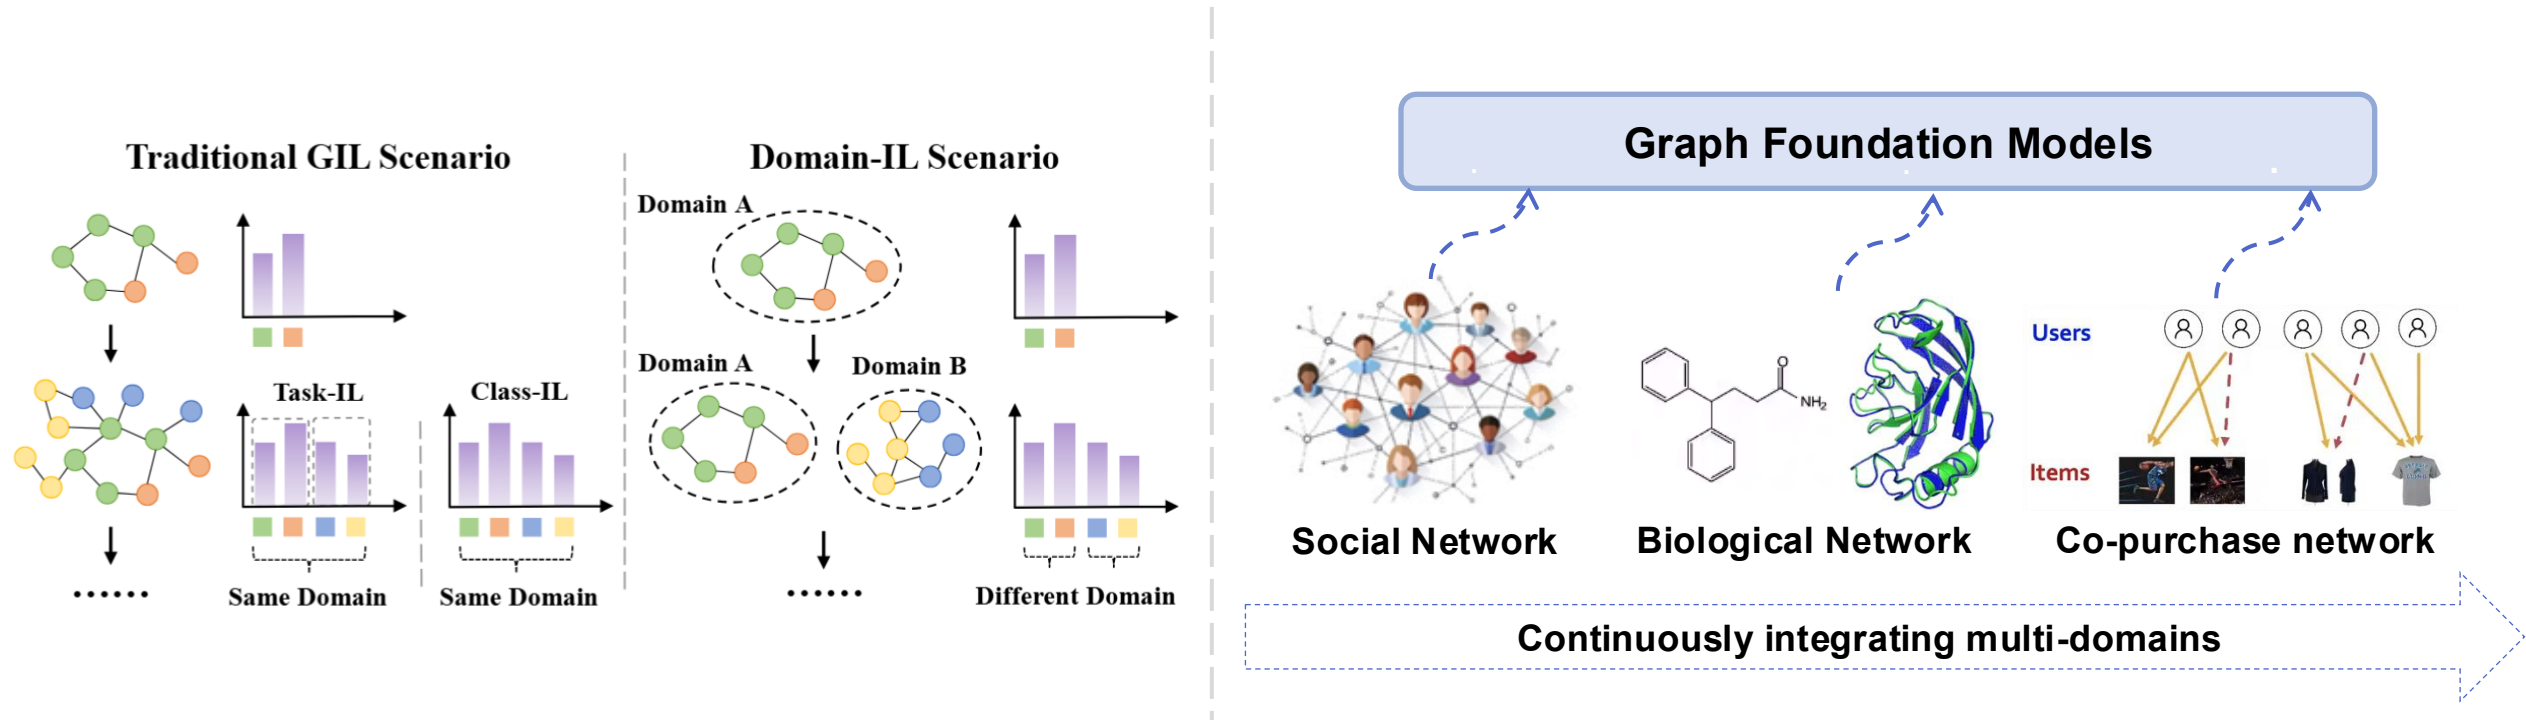 Traditional GIL Scenario
Task-IL
Class-IL
Same Domain
Same Domain
Domain-IL Scenario
Domain A
Domain A
Domain B
Different Domain
Graph Foundation Models
O
NH2
Users
Items
Social Network
Biological Network
Co-purchase network
Continuously integrating multi-domains